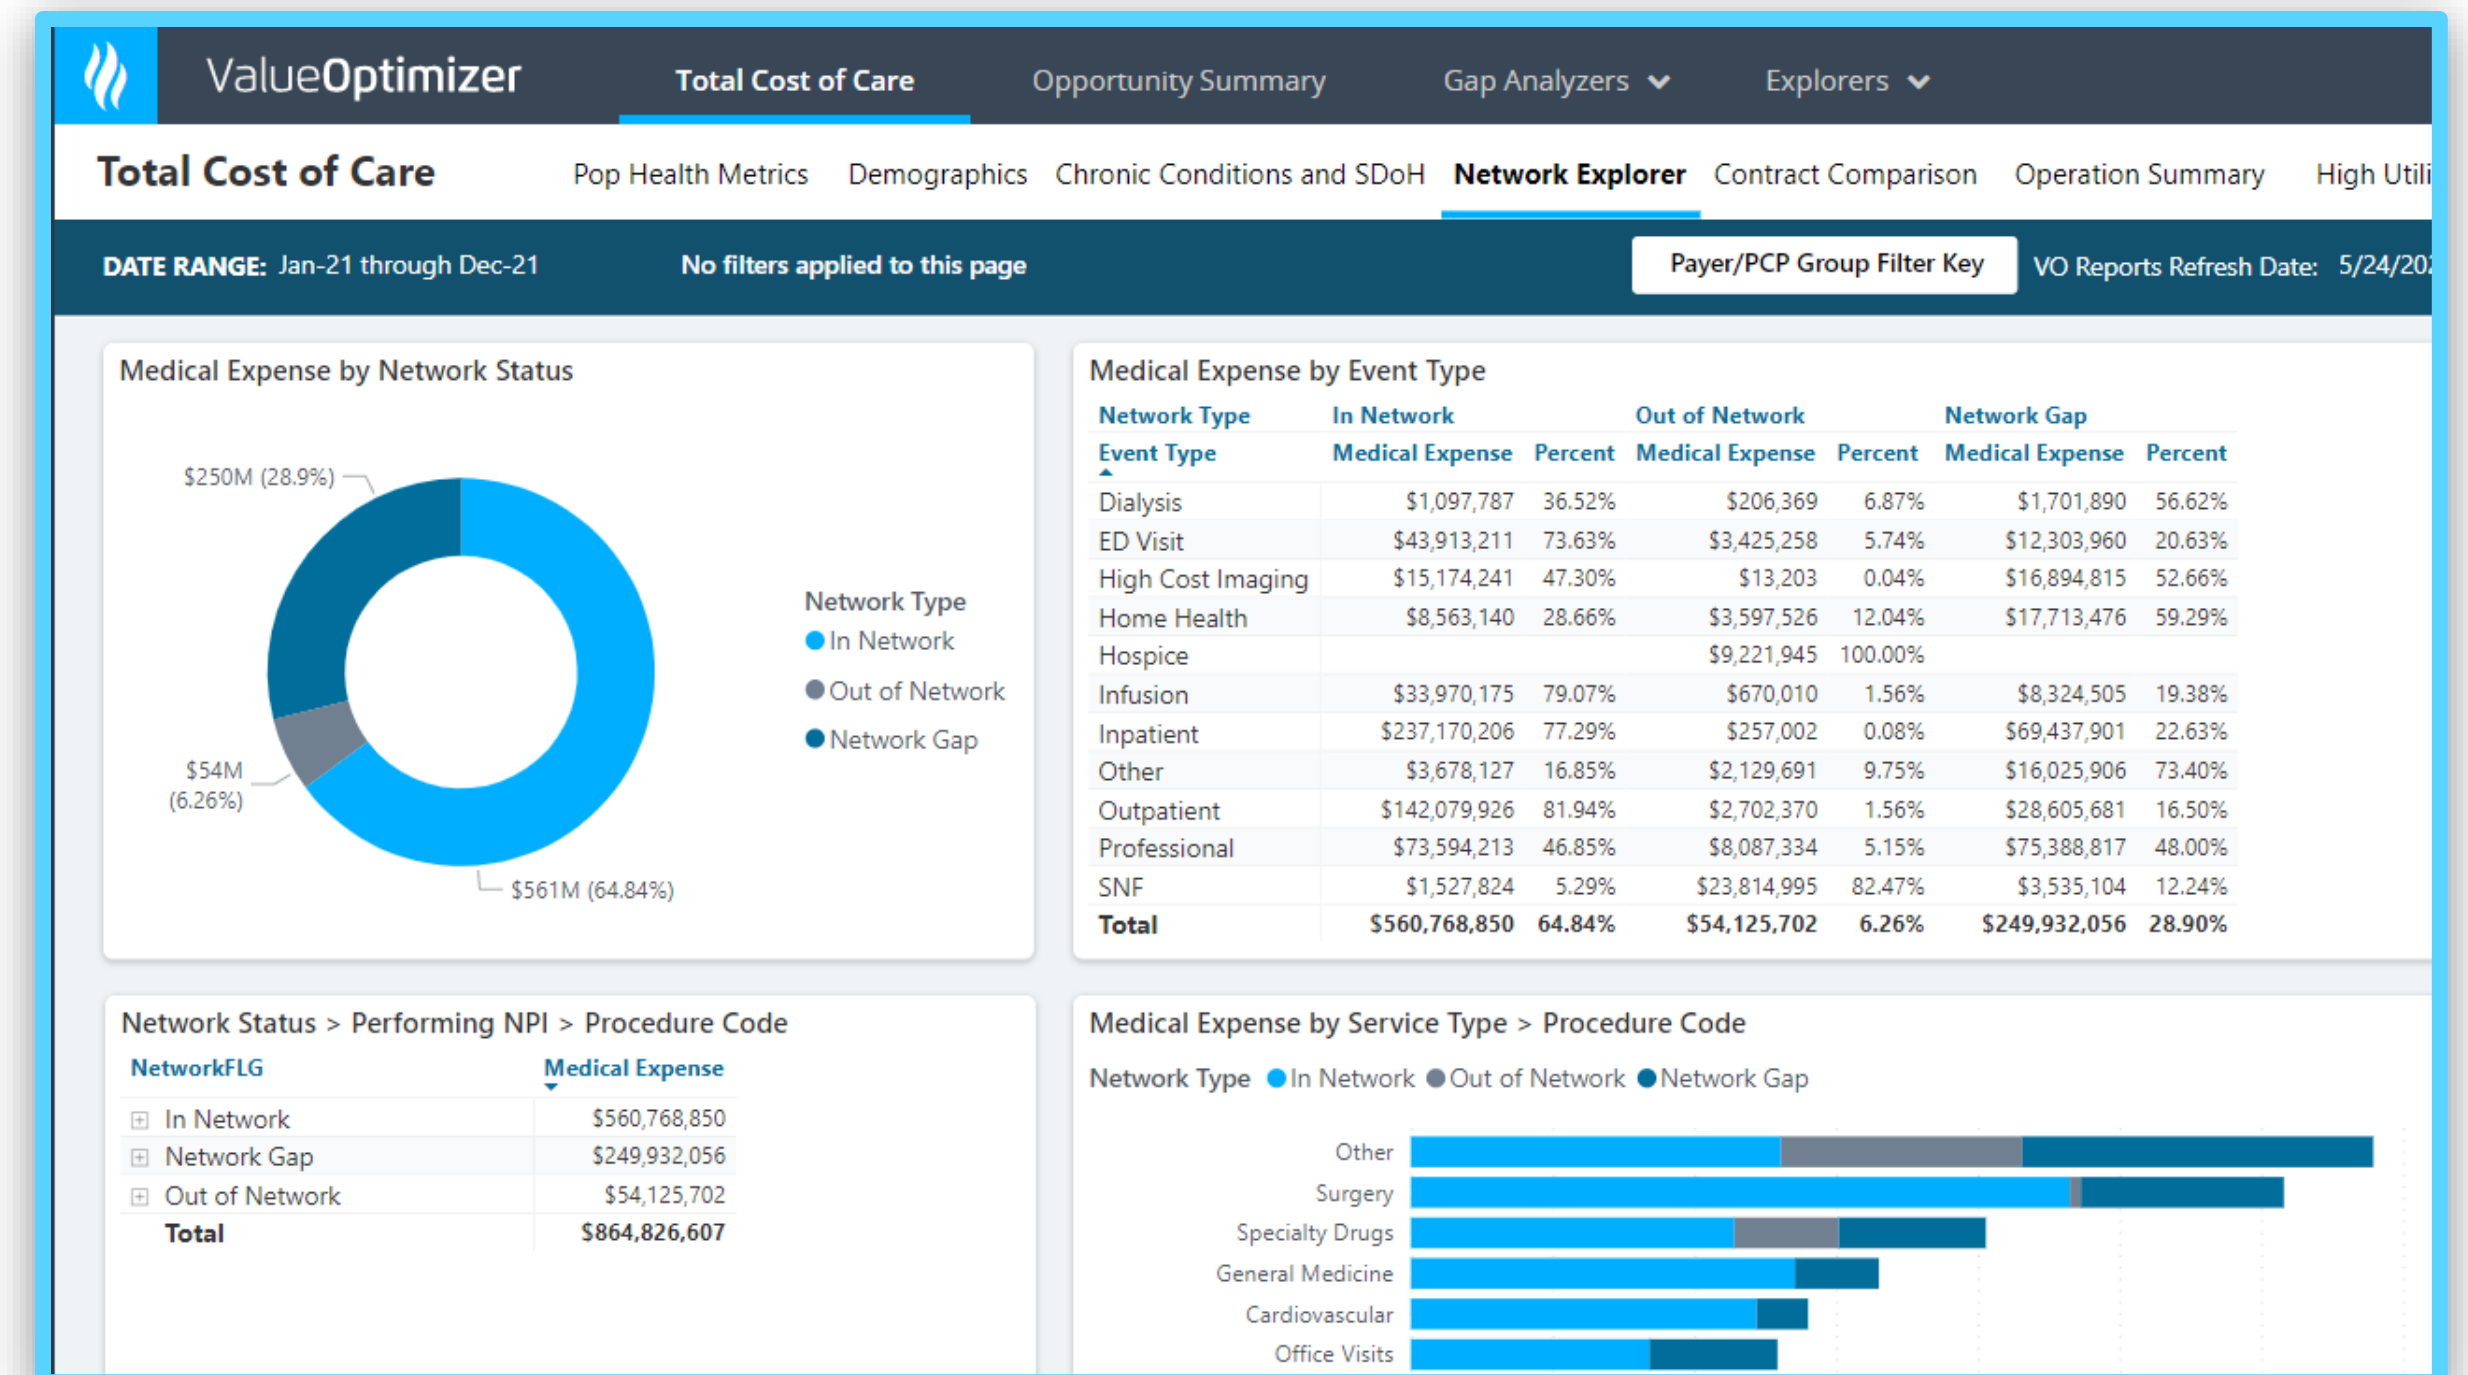 ValueOptimizer Total Cost of Care Opportunity Summary Gap Analyzers Explorers
Total Cost of Care Pop Health Metrics Demographics Chronic Conditions and SDoH Network Explorer Contract Comparison Operation Summary High Utili
DATE RANGE: Jan-21 through Dec-21 No filters applied to this page Payer/PCP Group Filter Key VO Reports Refresh Date: 5/24/202
Medical Expense by Network Status
$250M (28.9%)
$54M
(6.26%)
$561M (64.84%)
Network Type
In Network
Out of Network
Network Gap
Medical Expense by Event Type
Network Type In Network Out of Network Network Gap
Event Type Medical Expense Percent Medical Expense Percent Medical Expense Percent
Dialysis $1,097,787 36.52% $206,369 6.87% $1,701,890 56.62%
ED Visit $43,913,211 73.63% $3,425,258 5.74% $12,303,960 20.63%
High Cost Imaging $15,174,241 47.30% $13,203 0.04% $16,894,815 52.66%
Home Health $8,563,140 28.66% $3,597,526 12.04% $17,713,476 59.29%
Hospice $9,221,945 100.00%
Infusion $33,970,175 79.07% $670,010 1.56% $8,324,505 19.38%
Inpatient $237,170,206 77.29% $257,002 0.08% $69,437,901 22.63%
Other $3,678,127 16.85% $2,129,691 9.75% $16,025,906 73.40%
Outpatient $142,079,926 81.94% $2,702,370 1.56% $28,605,681 16.50%
Professional $73,594,213 46.85% $8,087,334 5.15% $75,388,817 48.00%
SNF $1,527,824 5.29% $23,814,995 82.47% $3,535,104 12.24%
Total $560,768,850 64.84% $54,125,702 6.26% $249,932,056 28.90%
Network Status > Performing NPI > Procedure Code
NetworkFLG Medical Expense
In Network $560,768,850
Network Gap $249,932,056
Out of Network $54,125,702
Total $864,826,607
Medical Expense by Service Type > Procedure Code
Network Type In Network Out of Network Network Gap
Other
Surgery
Specialty Drugs
General Medicine
Cardiovascular
Office Visits